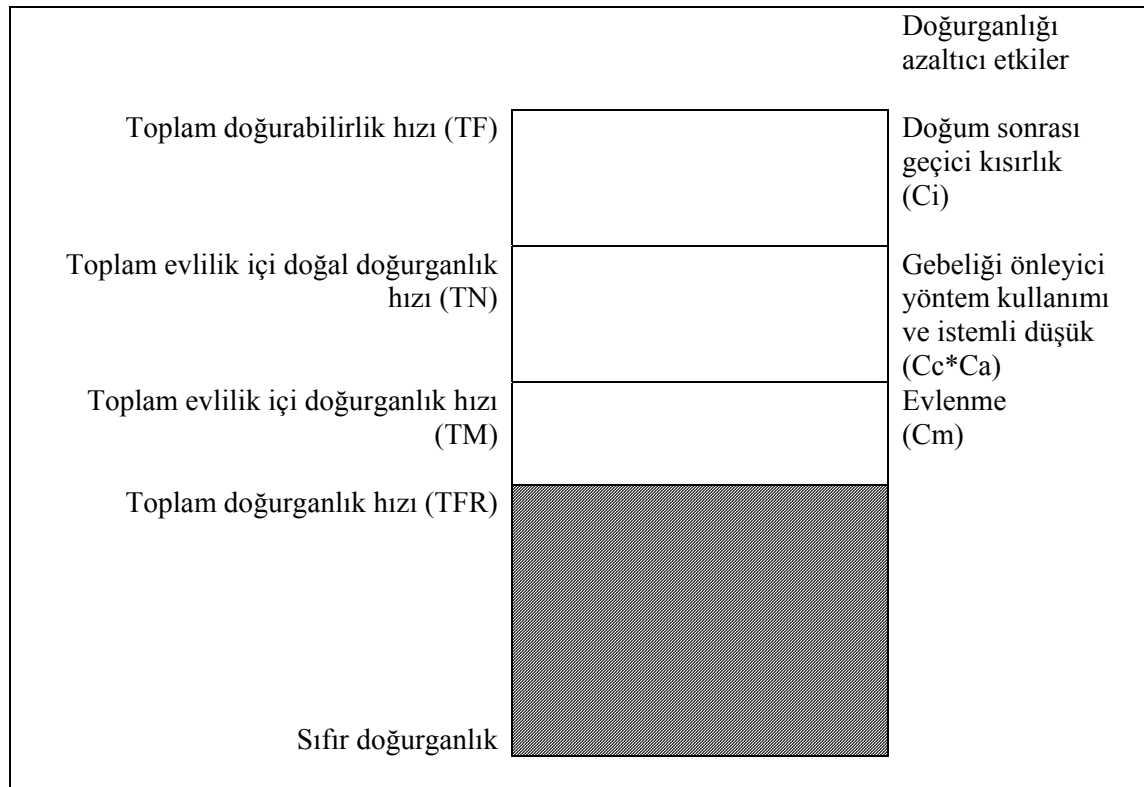 Doğurganlığı
azaltıcı etkiler
Toplam doğurabilirlik hızı (TF)
Doğum sonrası
geçici kısırlık
(Ci)
Toplam evlilik içi doğal doğurganlık
hızı (TN)
Gebeliği önleyici
yöntem kullanımı
ve istemli düşük
(Cc*Ca)
Toplam evlilik içi doğurganlık hızı
(TM)
Evlenme
(Cm)
Toplam doğurganlık hızı (TFR)
Sıfır doğurganlık